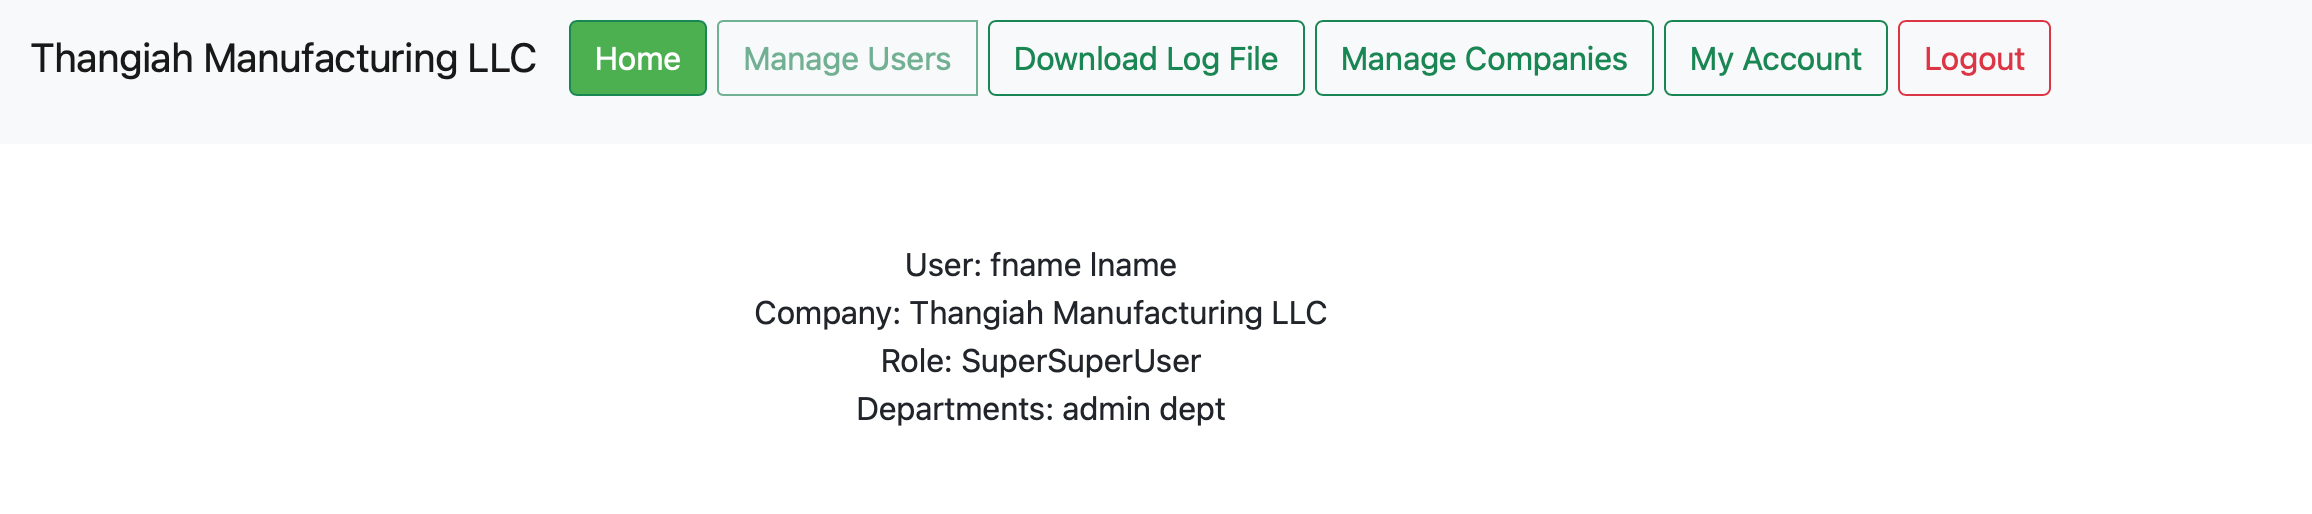 Thangiah Manufacturing LLC Home Manage Users Download Log File Manage Companies My Account Logout
User: fname lname
Company: Thangiah Manufacturing LLC
Role: SuperSuperUser
Departments: admin dept